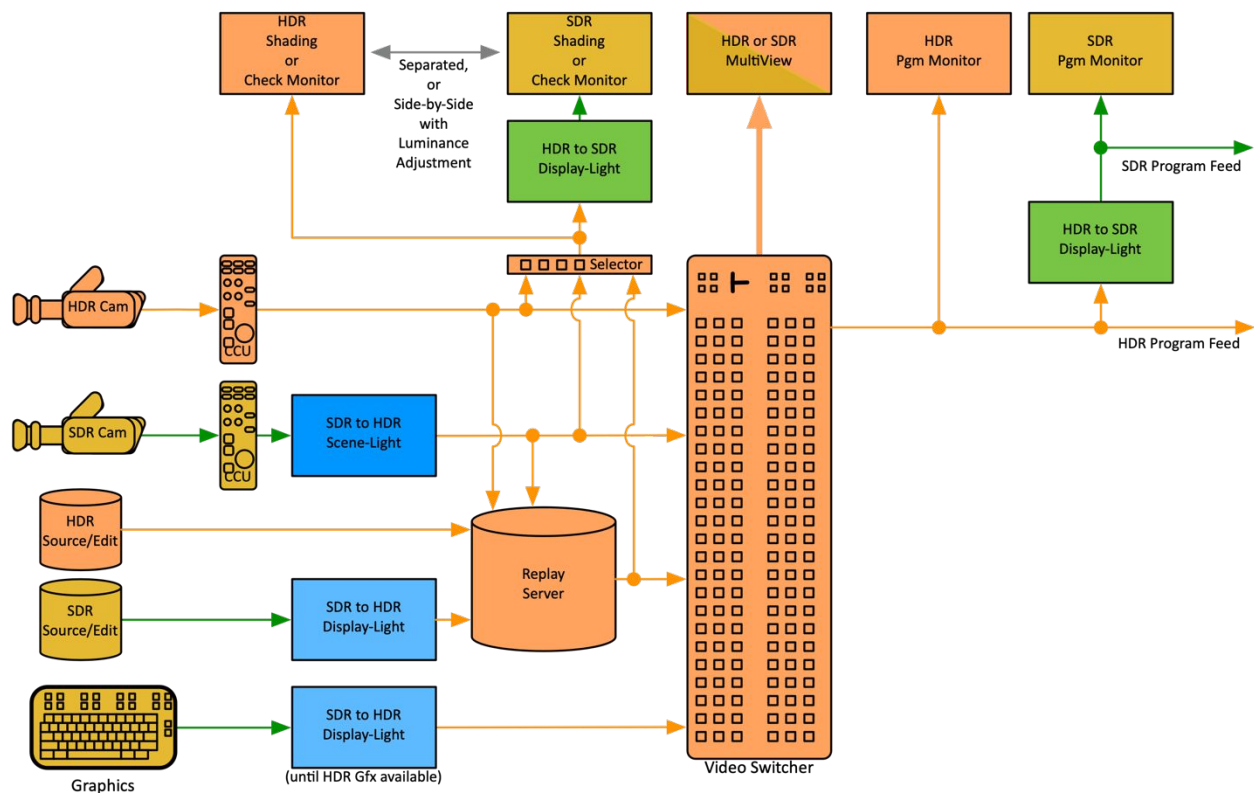 HDR
Shading
or
Check Monitor
Separated,
or
Side-by-Side
with
Luminance
Adjustment
SDR
Shading
or
Check Monitor
HDR or SDR
MultiView
HDR
Pgm Monitor
SDR
Pgm Monitor
HDR to SDR
Display-Light
SDR Program Feed
HDR to SDR
Display-Light
Selector
HDR Cam
CCU
HDR Program Feed
SDR Cam
CCU
SDR to HDR
Scene-Light
HDR
Source/Edit
Replay
Server
SDR
Source/Edit
SDR to HDR
Display-Light
SDR to HDR
Display-Light
(until HDR Gfx available)
Graphics
Video Switcher